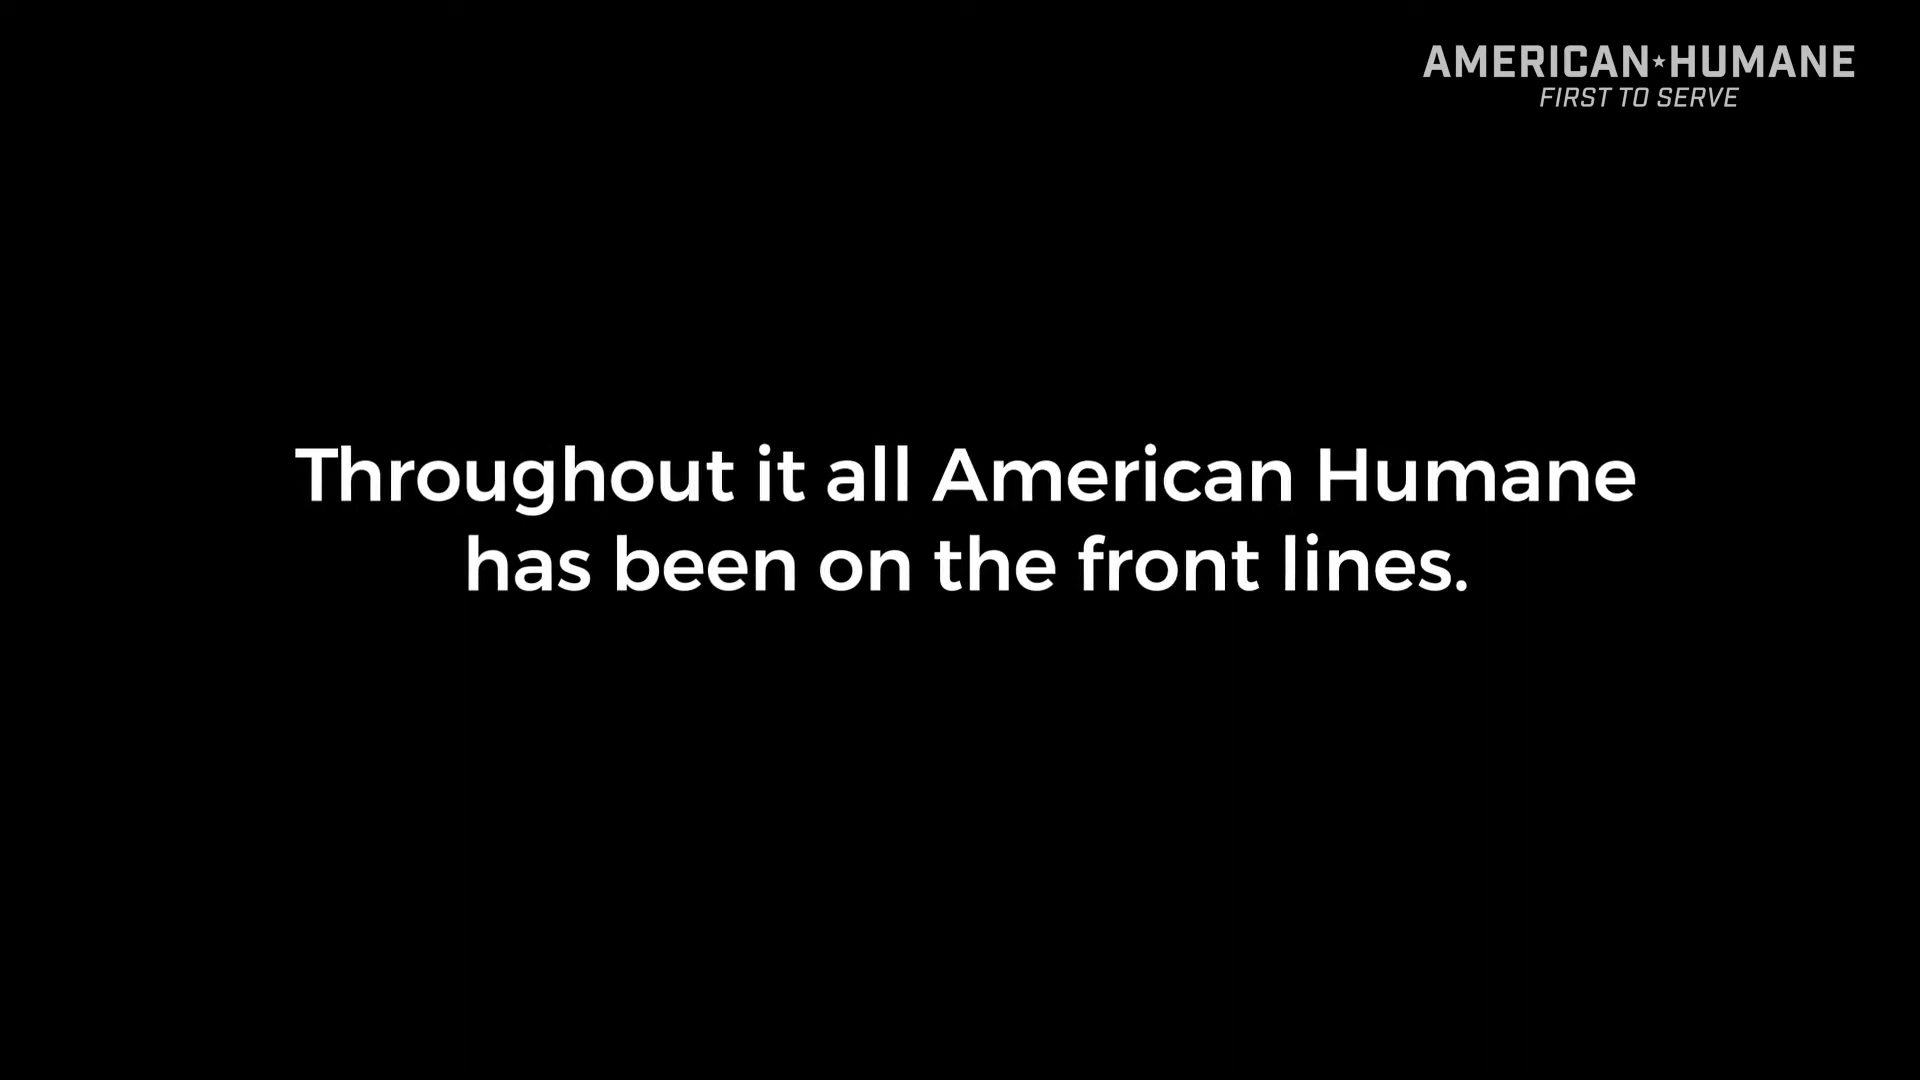 AMERICAN★HUMANE
FIRST TO SERVE
Throughout it all American Humane
has been on the front lines.